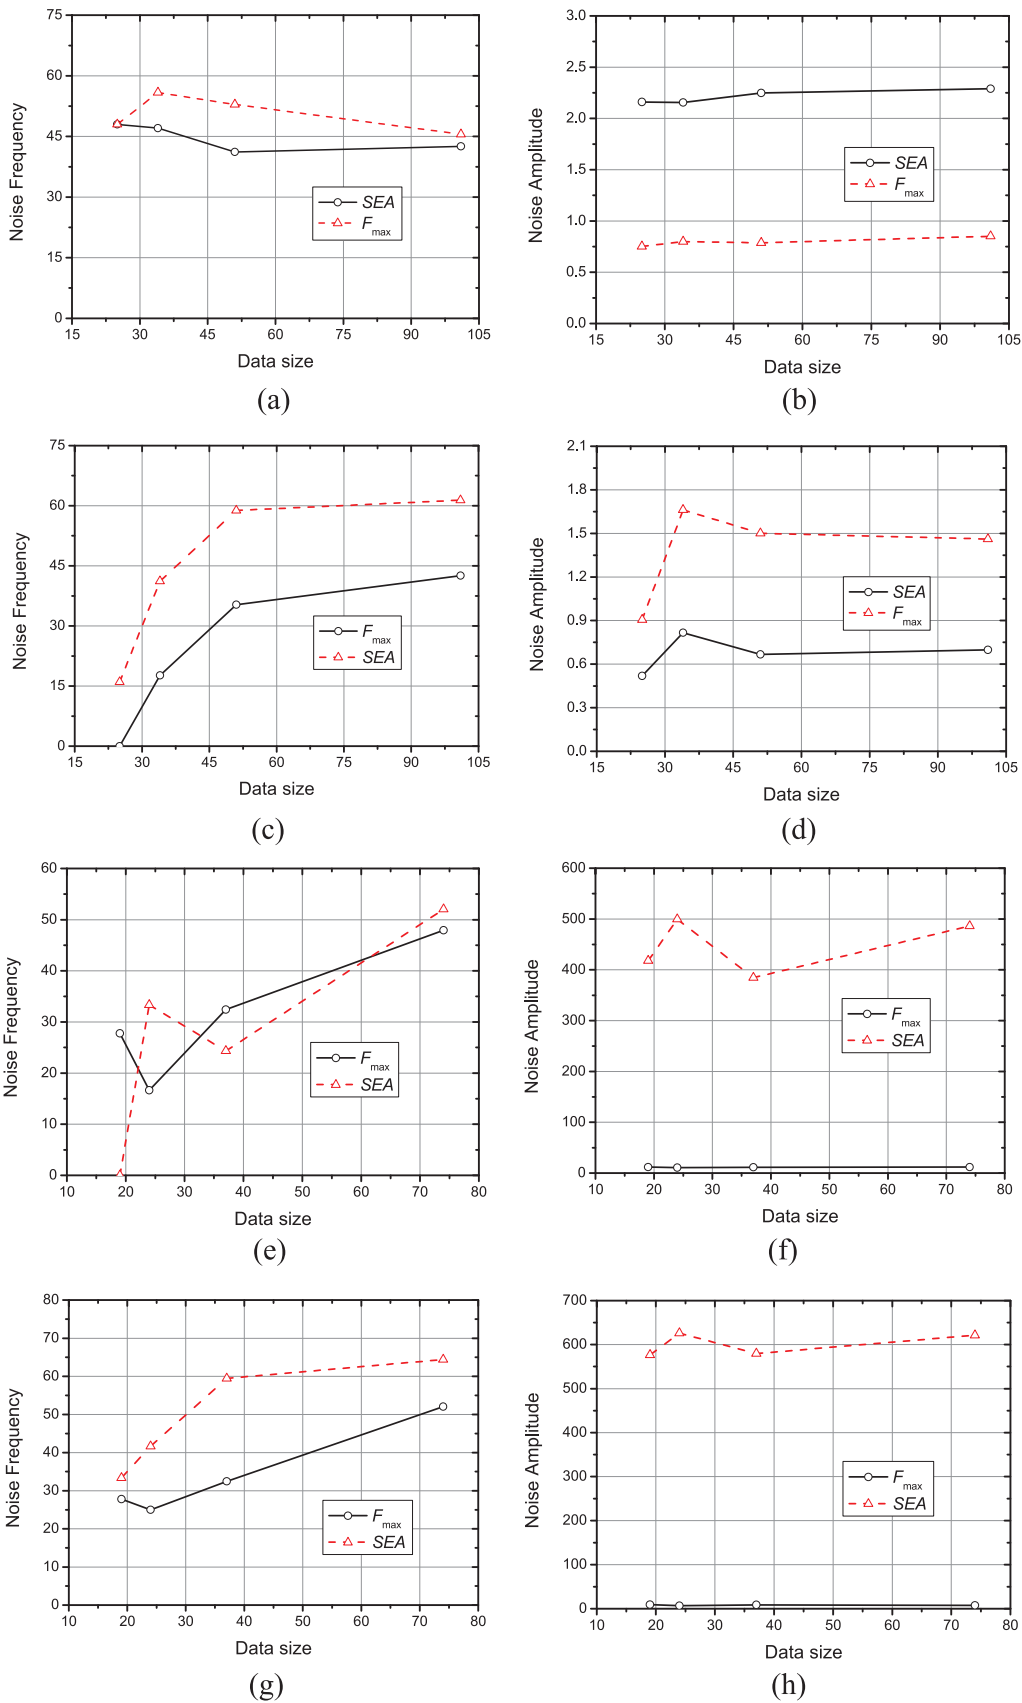 75
60
45
30
15
0
Noise Frequency
SEA
F max
15 30 45 60 75 90 105
Data size
(a)
3.0
2.5
2.0
1.5
1.0
0.5
0.0
Noise Amplitude
SEA
F max
15 30 45 60 75 90 105
Data size
(b)
75
60
45
30
15
0
Noise Frequency
F max
SEA
15 30 45 60 75 90 105
Data size
(c)
2.1
1.8
1.5
1.2
0.9
0.6
0.3
0.0
Noise Amplitude
SEA
F max
15 30 45 60 75 90 105
Data size
(d)
60
50
40
30
20
10
0
Noise Frequency
F max
SEA
10 20 30 40 50 60 70 80
Data size
(e)
600
500
400
300
200
100
0
Noise Amplitude
F max
SEA
10 20 30 40 50 60 70 80
Data size
(f)
80
70
60
50
40
30
20
10
0
Noise Frequency
F max
SEA
10 20 30 40 50 60 70 80
Data size
(g)
700
600
500
400
300
200
100
0
Noise Amplitude
F max
SEA
10 20 30 40 50 60 70 80
Data size
(h)